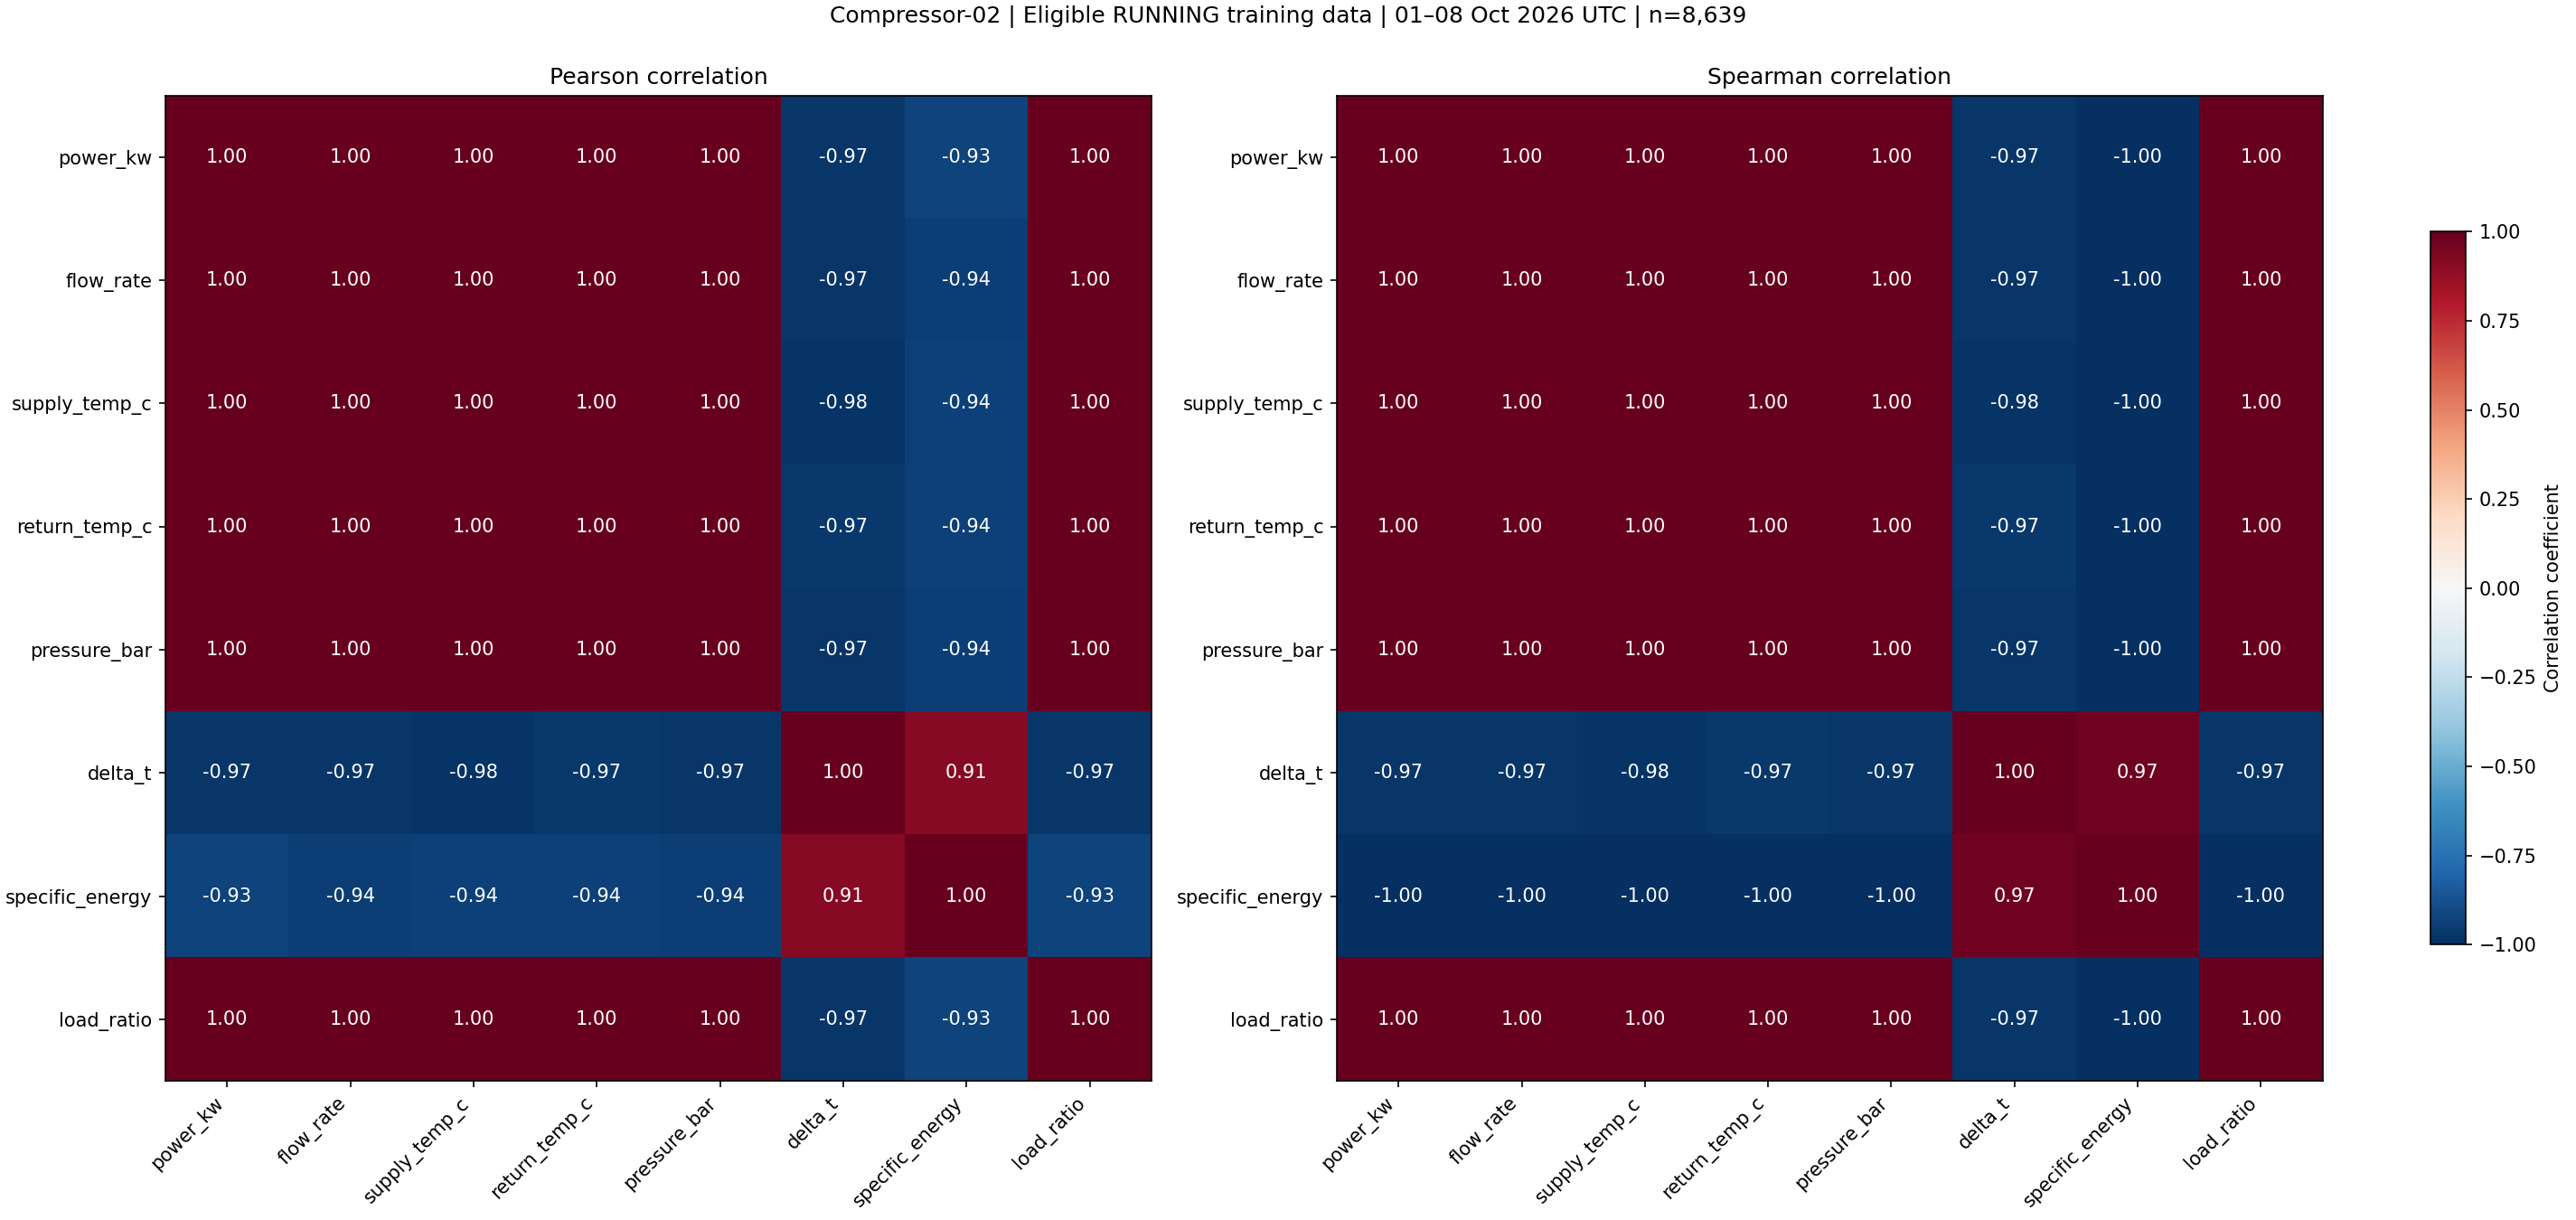 Compressor-02 | Eligible RUNNING training data | 01–08 Oct 2026 UTC | n=8,639
Pearson correlation
power_kw 1.00 1.00 1.00 1.00 1.00 -0.97 -0.93 1.00
flow_rate 1.00 1.00 1.00 1.00 1.00 -0.97 -0.94 1.00
supply_temp_c 1.00 1.00 1.00 1.00 1.00 -0.98 -0.94 1.00
return_temp_c 1.00 1.00 1.00 1.00 1.00 -0.97 -0.94 1.00
pressure_bar 1.00 1.00 1.00 1.00 1.00 -0.97 -0.94 1.00
delta_t -0.97 -0.97 -0.98 -0.97 -0.97 1.00 0.91 -0.97
specific_energy -0.93 -0.94 -0.94 -0.94 -0.94 0.91 1.00 -0.93
load_ratio 1.00 1.00 1.00 1.00 1.00 -0.97 -0.93 1.00
power_kw flow_rate supply_temp_c return_temp_c pressure_bar delta_t specific_energy load_ratio
Spearman correlation
power_kw 1.00 1.00 1.00 1.00 1.00 -0.97 -1.00 1.00
flow_rate 1.00 1.00 1.00 1.00 1.00 -0.97 -1.00 1.00
supply_temp_c 1.00 1.00 1.00 1.00 1.00 -0.98 -1.00 1.00
return_temp_c 1.00 1.00 1.00 1.00 1.00 -0.97 -1.00 1.00
pressure_bar 1.00 1.00 1.00 1.00 1.00 -0.97 -1.00 1.00
delta_t -0.97 -0.97 -0.98 -0.97 -0.97 1.00 0.97 -0.97
specific_energy -1.00 -1.00 -1.00 -1.00 -1.00 0.97 1.00 -1.00
load_ratio 1.00 1.00 1.00 1.00 1.00 -0.97 -1.00 1.00
power_kw flow_rate supply_temp_c return_temp_c pressure_bar delta_t specific_energy load_ratio
1.00
0.75
0.50
0.25
0.00
−0.25
−0.50
−0.75
−1.00
Correlation coefficient